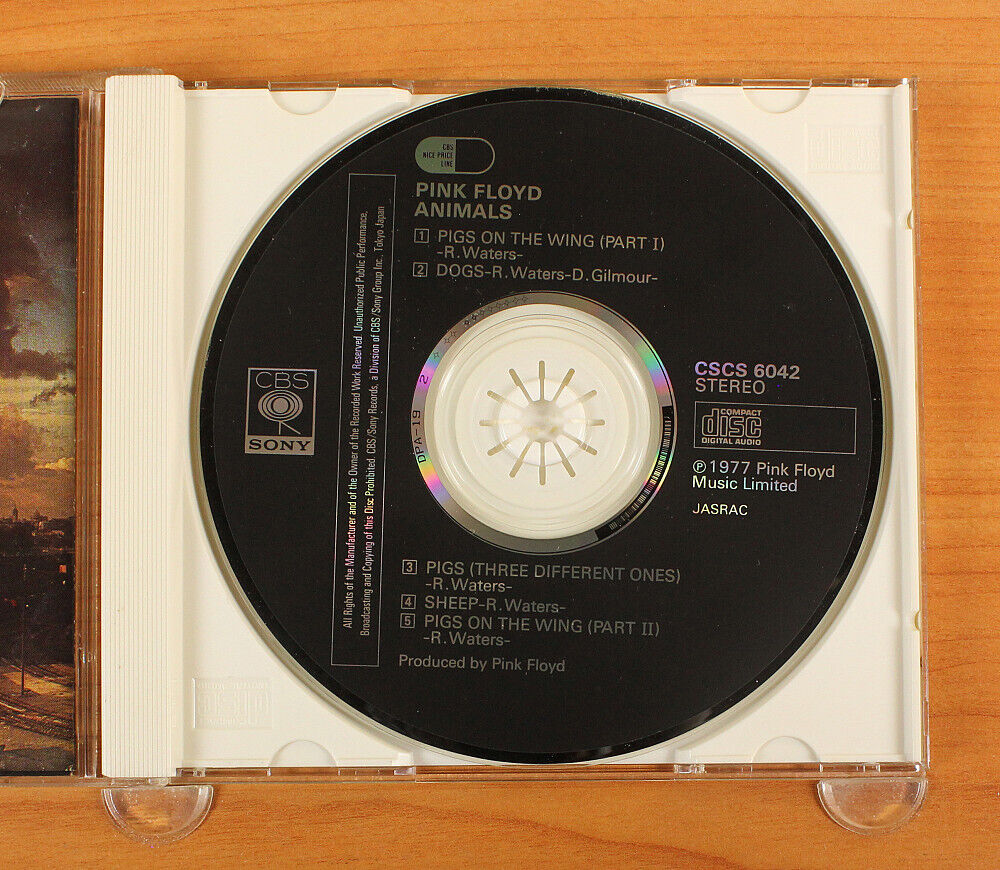 CBS
NICE PRICE
LINE
PINK FLOYD
ANIMALS
1 PIGS ON THE WING (PART I)
-R.Waters-
2 DOGS-R.Waters-D.Gilmour-
All Rights of the Manufacturer and of the Owner of the Recorded Work Reserved. Unauthorized Public Performance,
Broadcasting and Copying of this Disc Prohibited. CBS/Sony Records, a Division of CBS/Sony Group Inc., Tokyo Japan
CBS
SONY
DPA-19 2
CSCS 6042
STEREO
COMPACT
disc
DIGITAL AUDIO
℗ 1977 Pink Floyd
Music Limited
JASRAC
3 PIGS (THREE DIFFERENT ONES)
-R.Waters-
4 SHEEP-R.Waters-
5 PIGS ON THE WING (PART II)
-R.Waters-
Produced by Pink Floyd